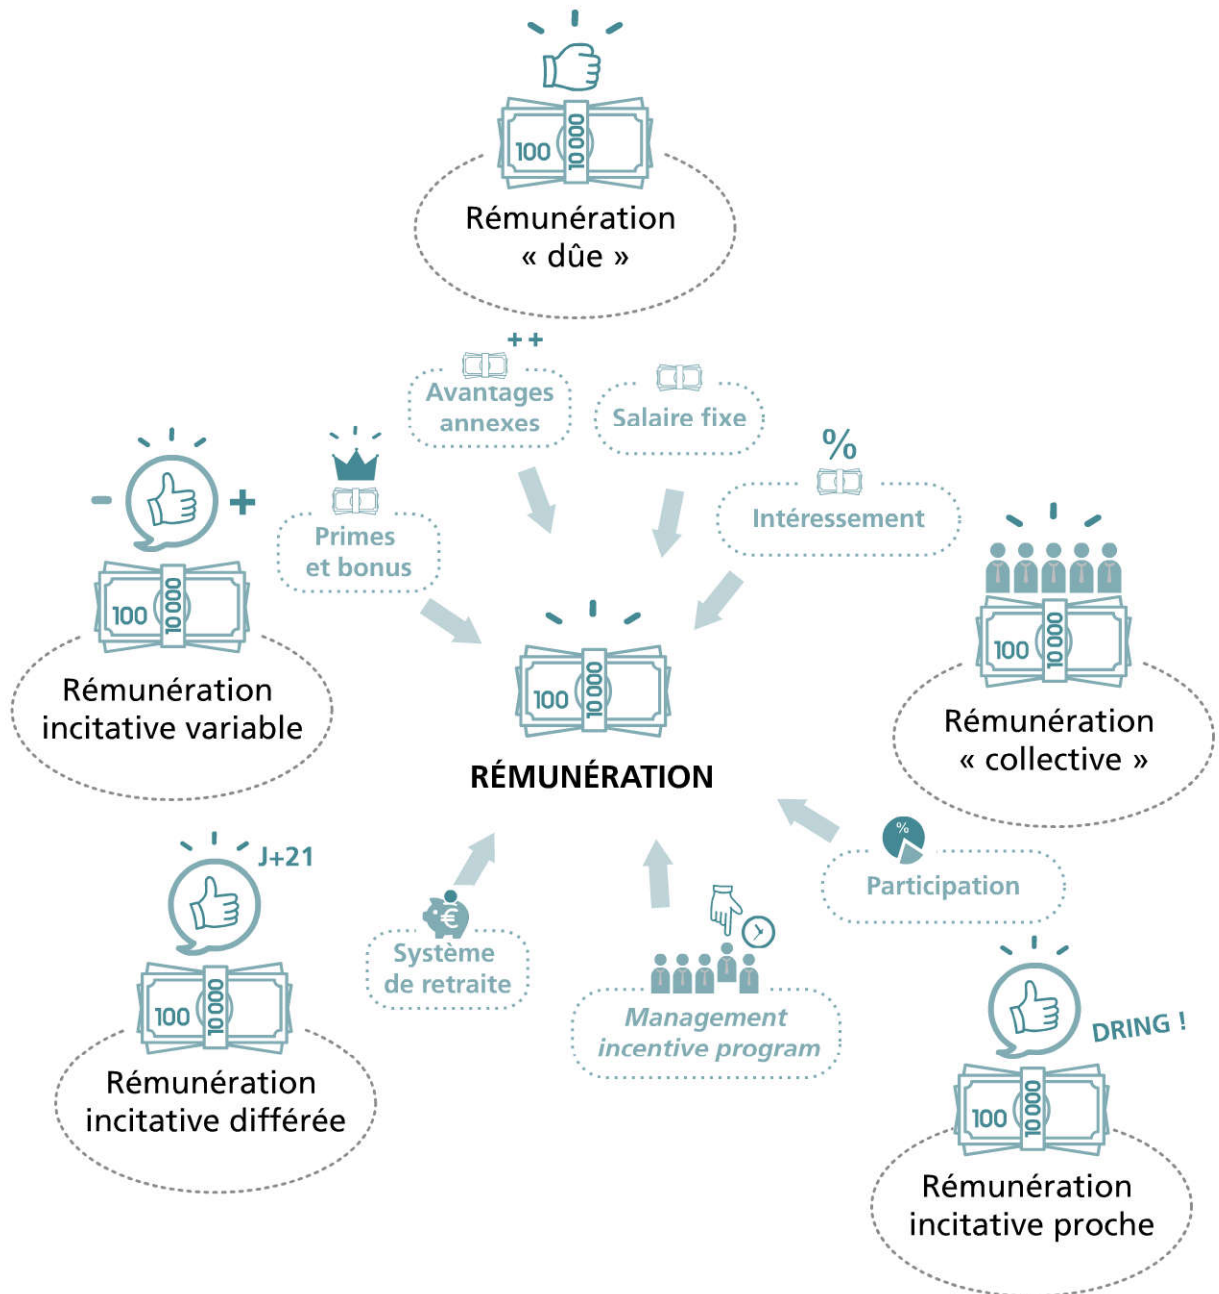 100
10 000
Rémunération
« dûe »
++
Avantages
annexes
Salaire fixe
%
Intéressement
Primes
et bonus
- +
100
10 000
Rémunération
incitative variable
100
10 000
RÉMUNÉRATION
100
10 000
Rémunération
« collective »
J+21
100
10 000
Rémunération
incitative différée
€
Système
de retraite
Management
incentive program
%
Participation
DRING !
100
10 000
Rémunération
incitative proche